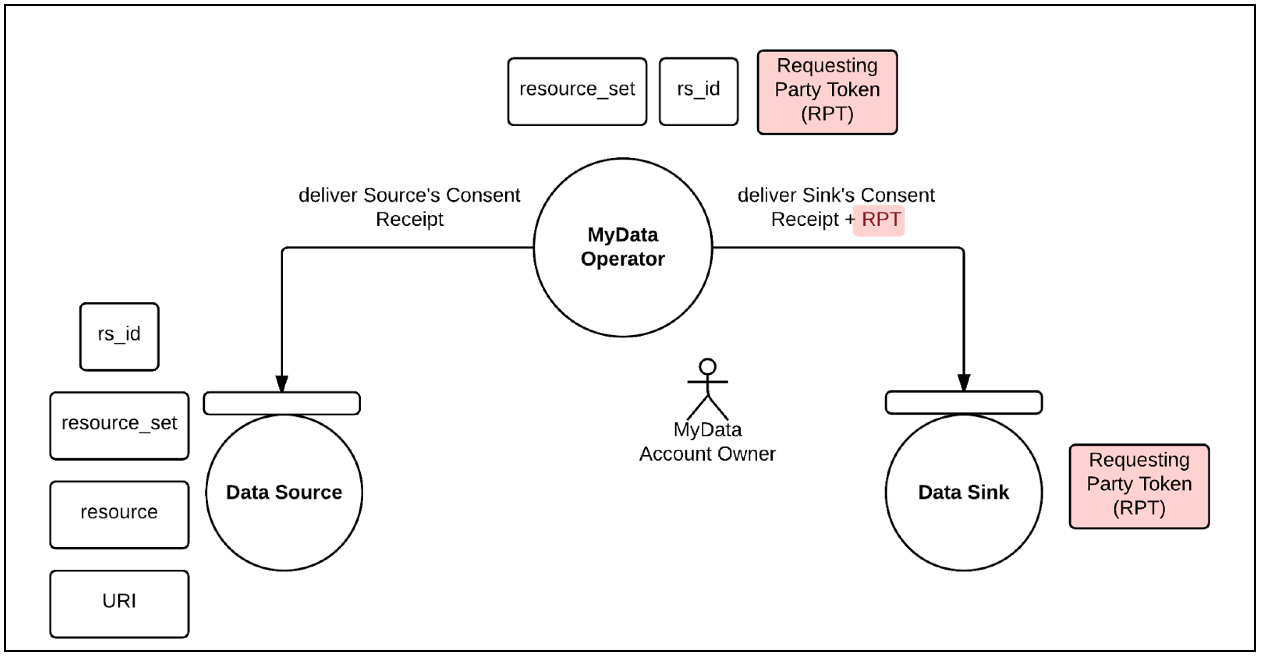 resource_set
rs_id
Requesting
Party Token
(RPT)
deliver Source's Consent
Receipt
deliver Sink's Consent
Receipt + RPT
MyData
Operator
rs_id
resource_set
resource
URI
Data Source
MyData
Account Owner
Data Sink
Requesting
Party Token
(RPT)